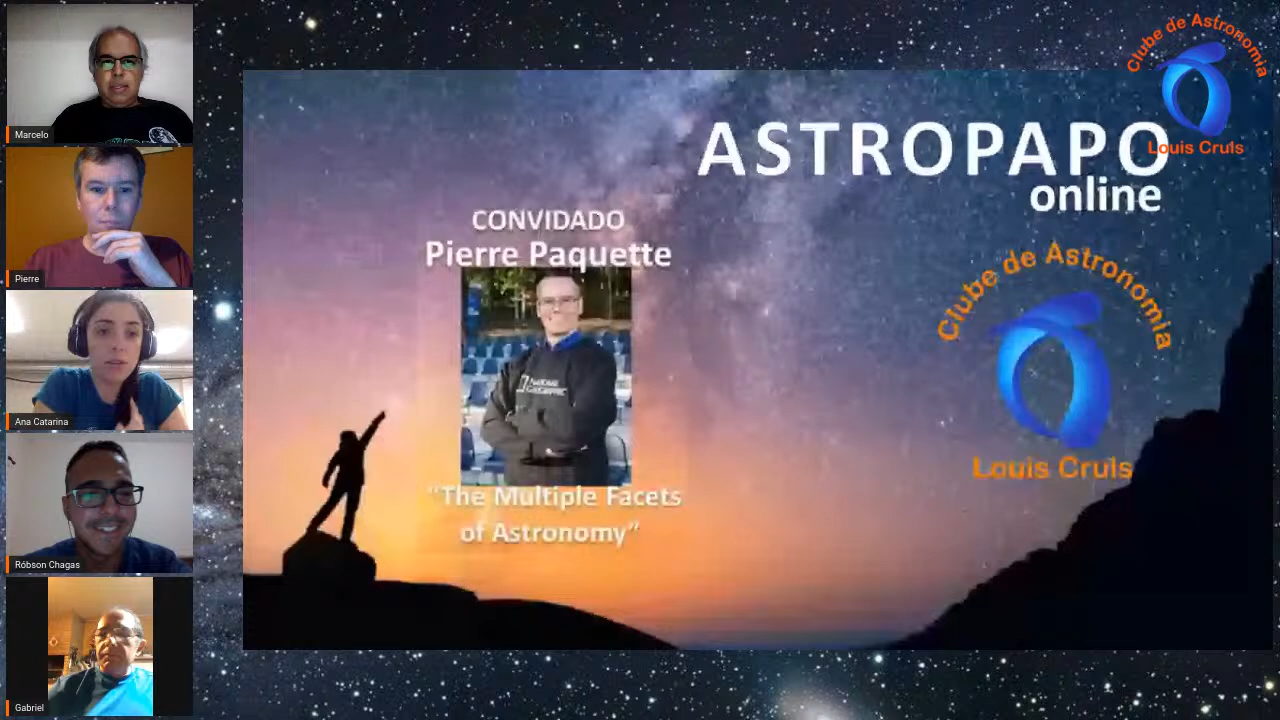 Marcelo
Pierre
Ana Catarina
Róbson Chagas
Gabriel
Clube de Astronomia
Louis Cruls
ASTROPAPO
online
CONVIDADO
Pierre Paquette
"The Multiple Facets
of Astronomy"
Clube de Astronomia
Louis Cruls